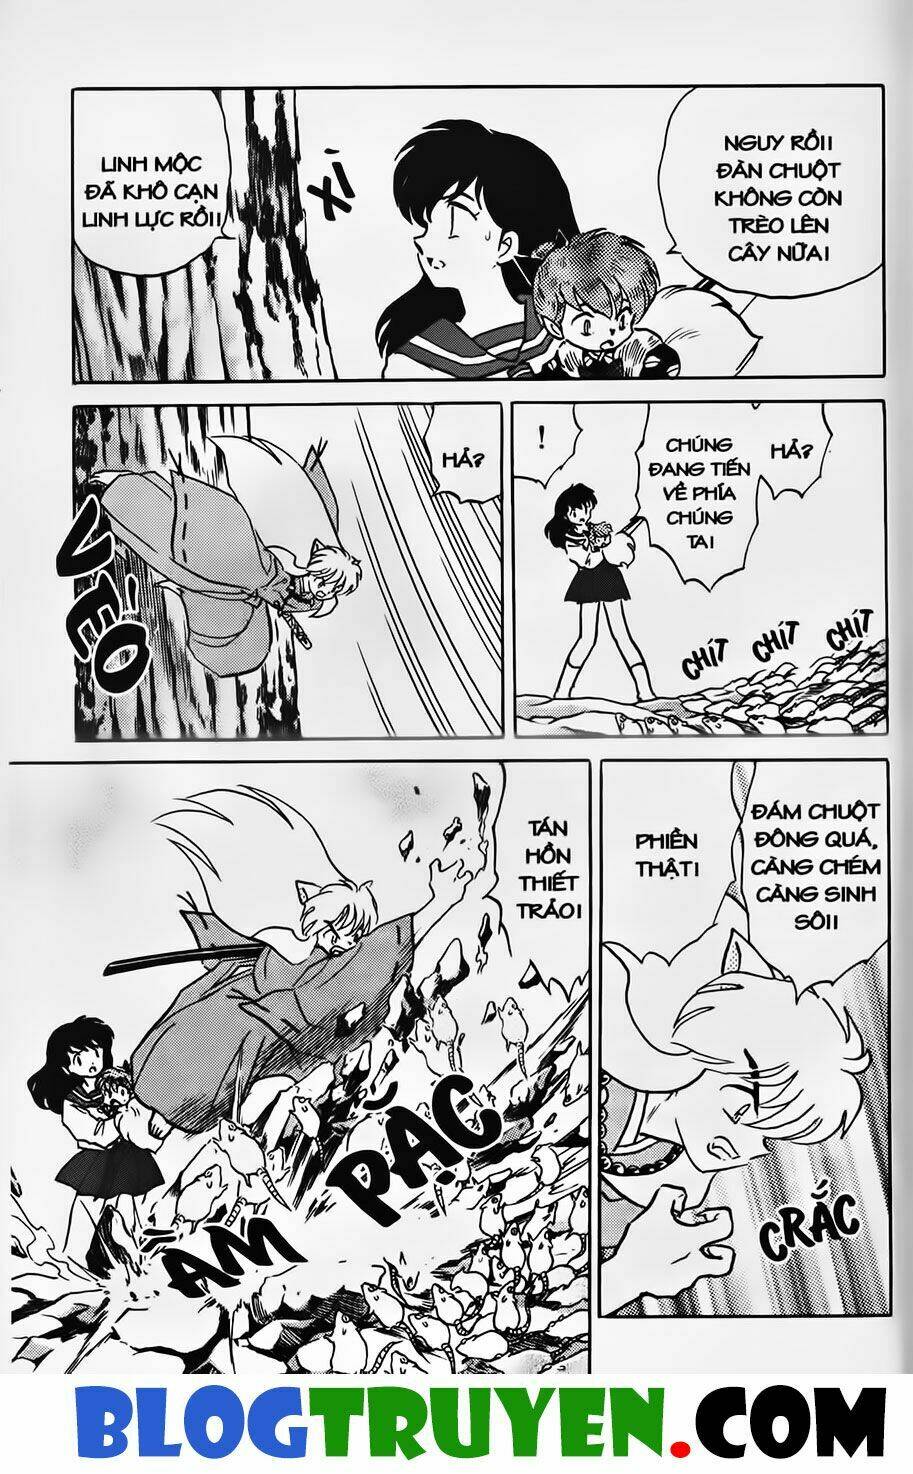 NGUY RỒI!
ĐÀN CHUỘT
KHÔNG CÒN
TRÈO LÊN
CÂY NỮA!
XÌ
LINH MỘC
ĐÃ KHÔ CẠN
LINH LỰC RỒI!
HẢ?
CHÚNG
ĐANG TIẾN
VỀ PHÍA
CHÚNG
TA!
!
CHÍT
CHÍT
CHÍT
HẢ?
VÈO
ĐÁM CHUỘT
ĐÔNG QUÁ,
CÀNG CHÉM
CÀNG SINH
SÔI!
PHIỀN
THẬT!
CRẮC
TÁN
HỒN
THIẾT
TRẢO!
ẦM PẶC
BLOGTRUYEN.COM